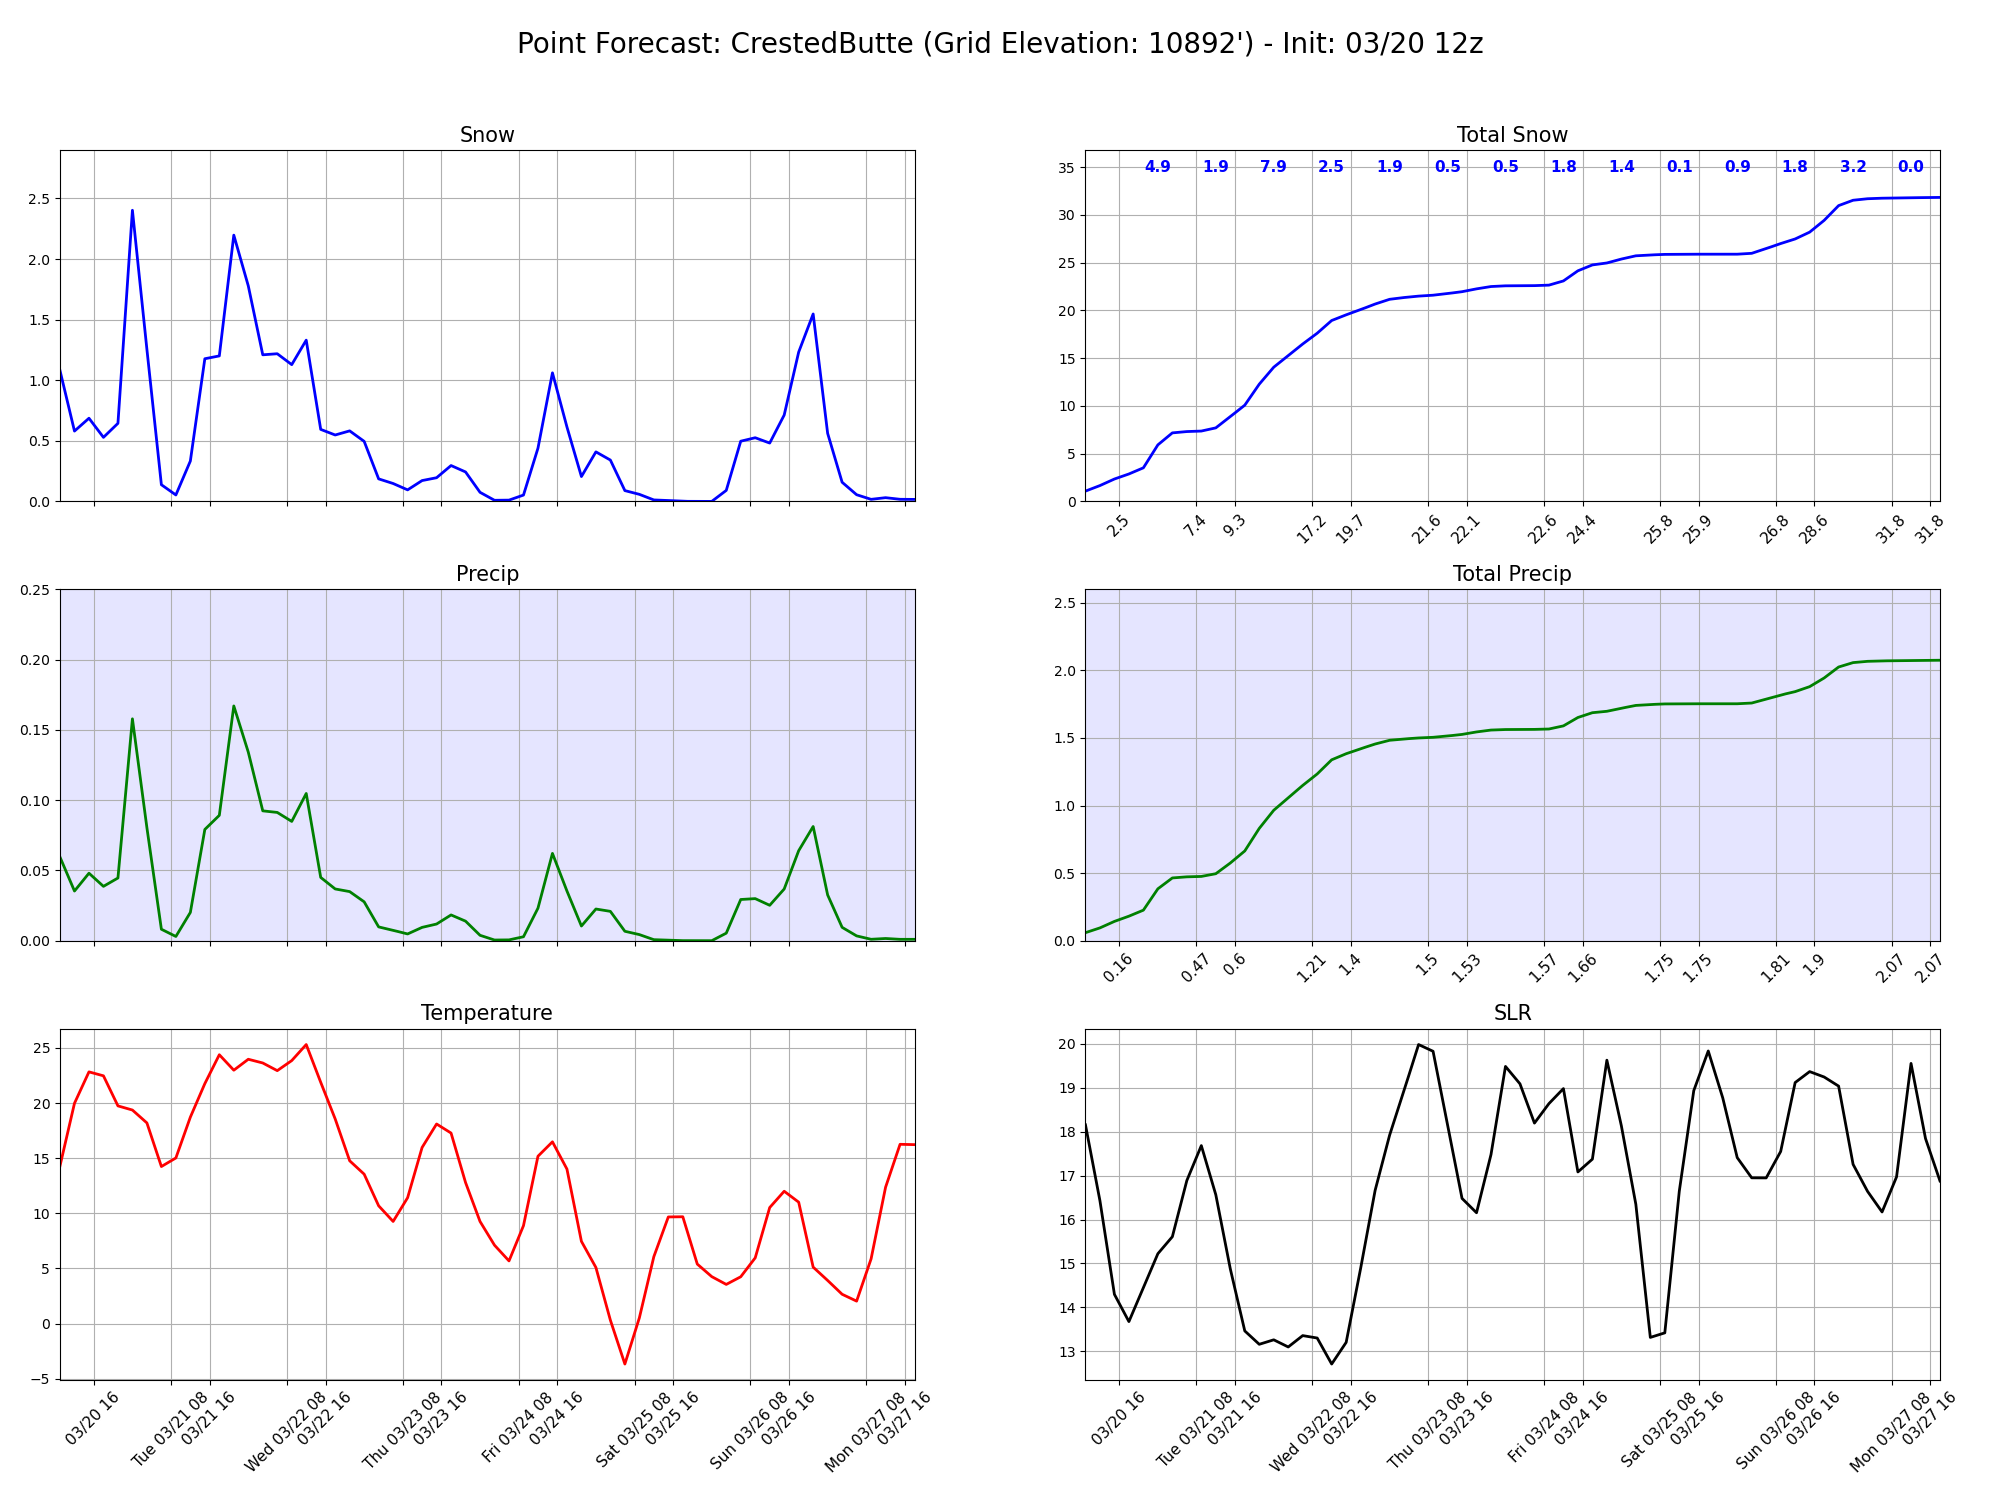 Point Forecast: CrestedButte (Grid Elevation: 10892') - Init: 03/20 12z
Snow
2.5
2.0
1.5
1.0
0.5
0.0
Total Snow
4.9 1.9 7.9 2.5 1.9 0.5 0.5 1.8 1.4 0.1 0.9 1.8 3.2 0.0
35
30
25
20
15
10
5
0
2.5 7.4 9.3 17.2 19.7 21.6 22.1 22.6 24.4 25.8 25.9 26.8 28.6 31.8 31.8
Precip
0.25
0.20
0.15
0.10
0.05
0.00
Total Precip
2.5
2.0
1.5
1.0
0.5
0.0
0.16 0.47 0.6 1.21 1.4 1.5 1.53 1.57 1.66 1.75 1.75 1.81 1.9 2.07 2.07
Temperature
25
20
15
10
5
0
−5
03/20 16
Tue 03/21 08
03/21 16
Wed 03/22 08
03/22 16
Thu 03/23 08
03/23 16
Fri 03/24 08
03/24 16
Sat 03/25 08
03/25 16
Sun 03/26 08
03/26 16
Mon 03/27 08
03/27 16
SLR
20
19
18
17
16
15
14
13
03/20 16
Tue 03/21 08
03/21 16
Wed 03/22 08
03/22 16
Thu 03/23 08
03/23 16
Fri 03/24 08
03/24 16
Sat 03/25 08
03/25 16
Sun 03/26 08
03/26 16
Mon 03/27 08
03/27 16